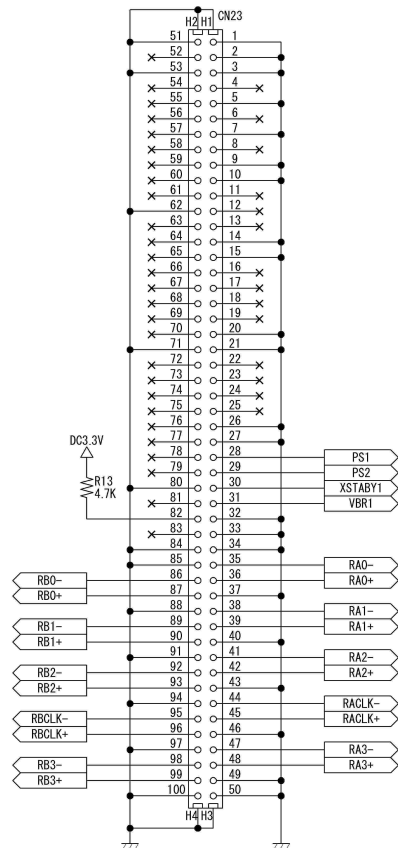 H2 H1 CN23
51 1
52 2
53 3
54 4
55 5
56 6
57 7
58 8
59 9
60 10
61 11
62 12
63 13
64 14
65 15
66 16
67 17
68 18
69 19
70 20
71 21
72 22
73 23
74 24
75 25
76 26
DC3.3V 77 27
78 28 PS1
79 29 PS2
R13 80 30 XSTABY1
4.7K 81 31 VBR1
82 32
83 33
84 34
85 35 RA0-
RB0- 86 36 RA0+
RB0+ 87 37
88 38 RA1-
RB1- 89 39 RA1+
RB1+ 90 40
91 41 RA2-
RB2- 92 42 RA2+
RB2+ 93 43
94 44 RACLK-
RBCLK- 95 45 RACLK+
RBCLK+ 96 46
97 47 RA3-
RB3- 98 48 RA3+
RB3+ 99 49
100 50
H4 H3